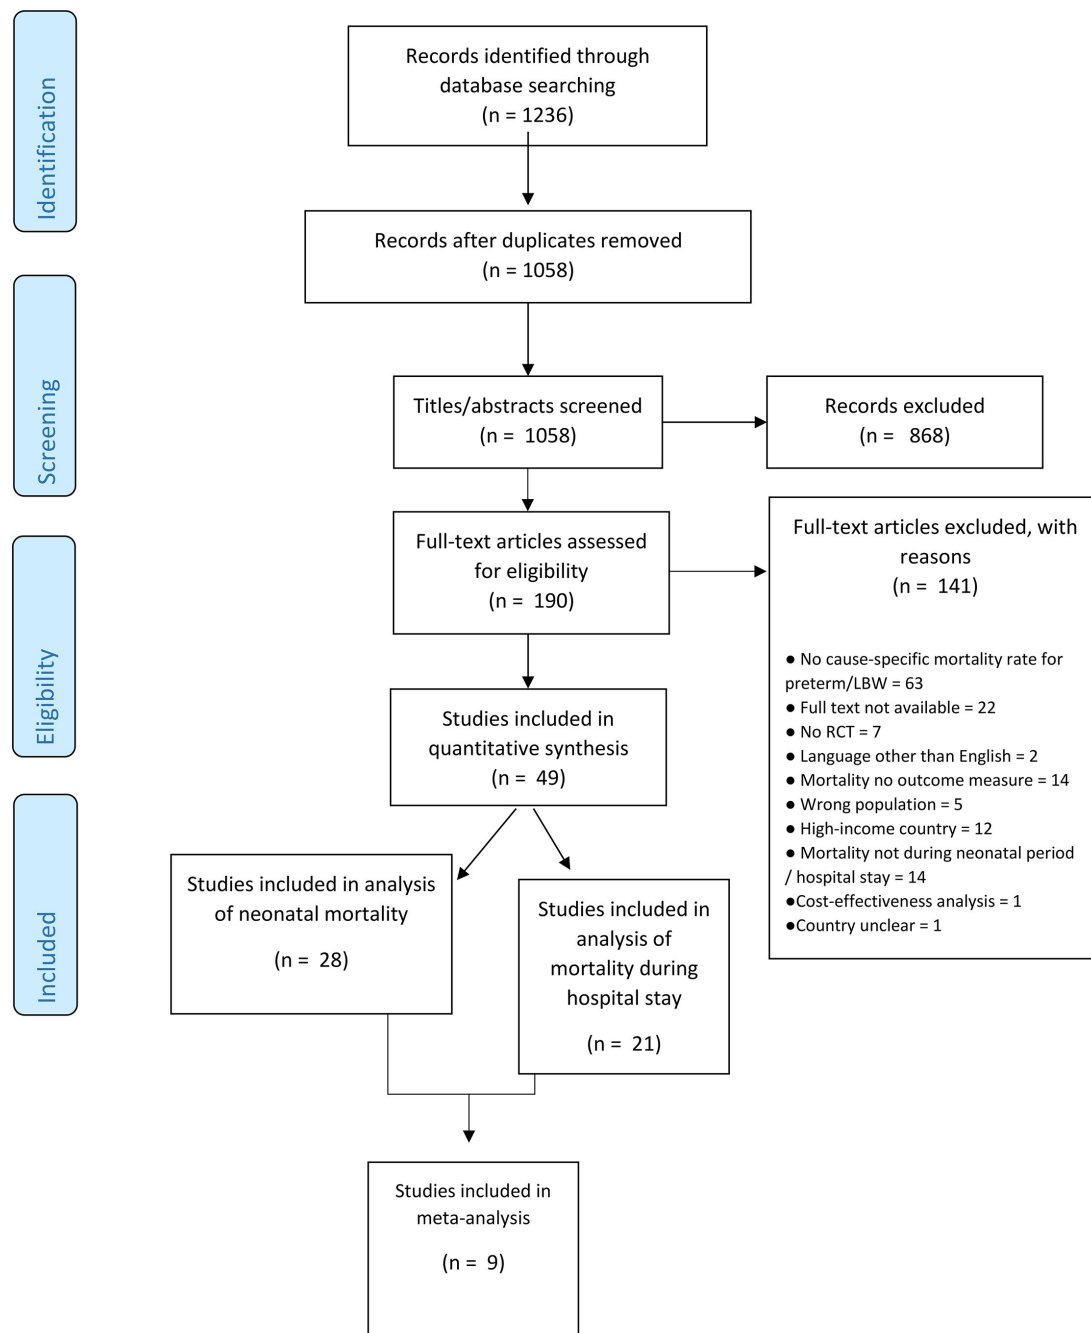 Identification
Records identified through
database searching
(n = 1236)
Records after duplicates removed
(n = 1058)
Screening
Titles/abstracts screened
(n = 1058)
Records excluded
(n = 868)
Eligibility
Full-text articles assessed
for eligibility
(n = 190)
Full-text articles excluded, with
reasons
(n = 141)
● No cause-specific mortality rate for
preterm/LBW = 63
● Full text not available = 22
● No RCT = 7
● Language other than English = 2
● Mortality no outcome measure = 14
● Wrong population = 5
● High-income country = 12
● Mortality not during neonatal period
/ hospital stay = 14
●Cost-effectiveness analysis = 1
●Country unclear = 1
Studies included in
quantitative synthesis
(n = 49)
Included
Studies included in analysis
of neonatal mortality
(n = 28)
Studies included in
analysis of
mortality during
hospital stay
(n = 21)
Studies included in
meta-analysis
(n = 9)